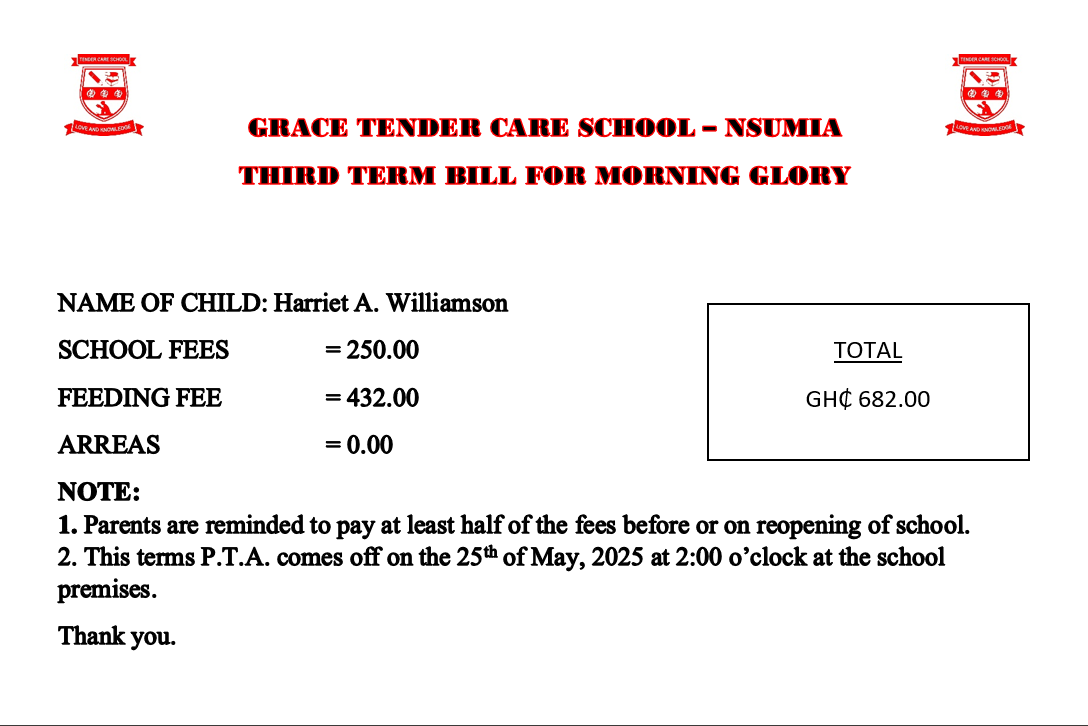 TENDER CARE SCHOOL
LOVE AND KNOWLEDGE
TENDER CARE SCHOOL
LOVE AND KNOWLEDGE
GRACE TENDER CARE SCHOOL – NSUMIA
THIRD TERM BILL FOR MORNING GLORY
NAME OF CHILD: Harriet A. Williamson
SCHOOL FEES = 250.00
FEEDING FEE = 432.00
ARREAS = 0.00
TOTAL
GH₵ 682.00
NOTE:
1. Parents are reminded to pay at least half of the fees before or on reopening of school.
2. This terms P.T.A. comes off on the 25th of May, 2025 at 2:00 o’clock at the school
premises.
Thank you.